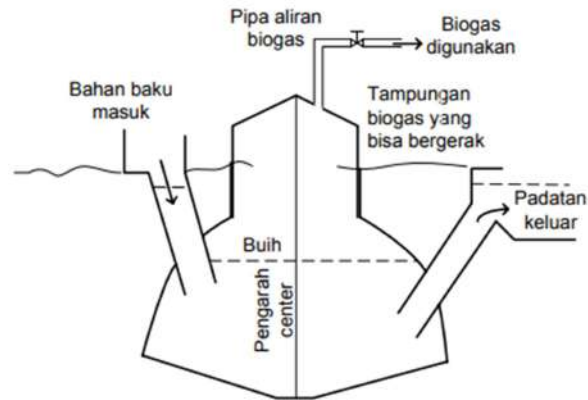 Pipa aliran
biogas
Biogas
digunakan
Bahan baku
masuk
Tampungan
biogas yang
bisa bergerak
Padatan
keluar
Buih
Pengarah
center